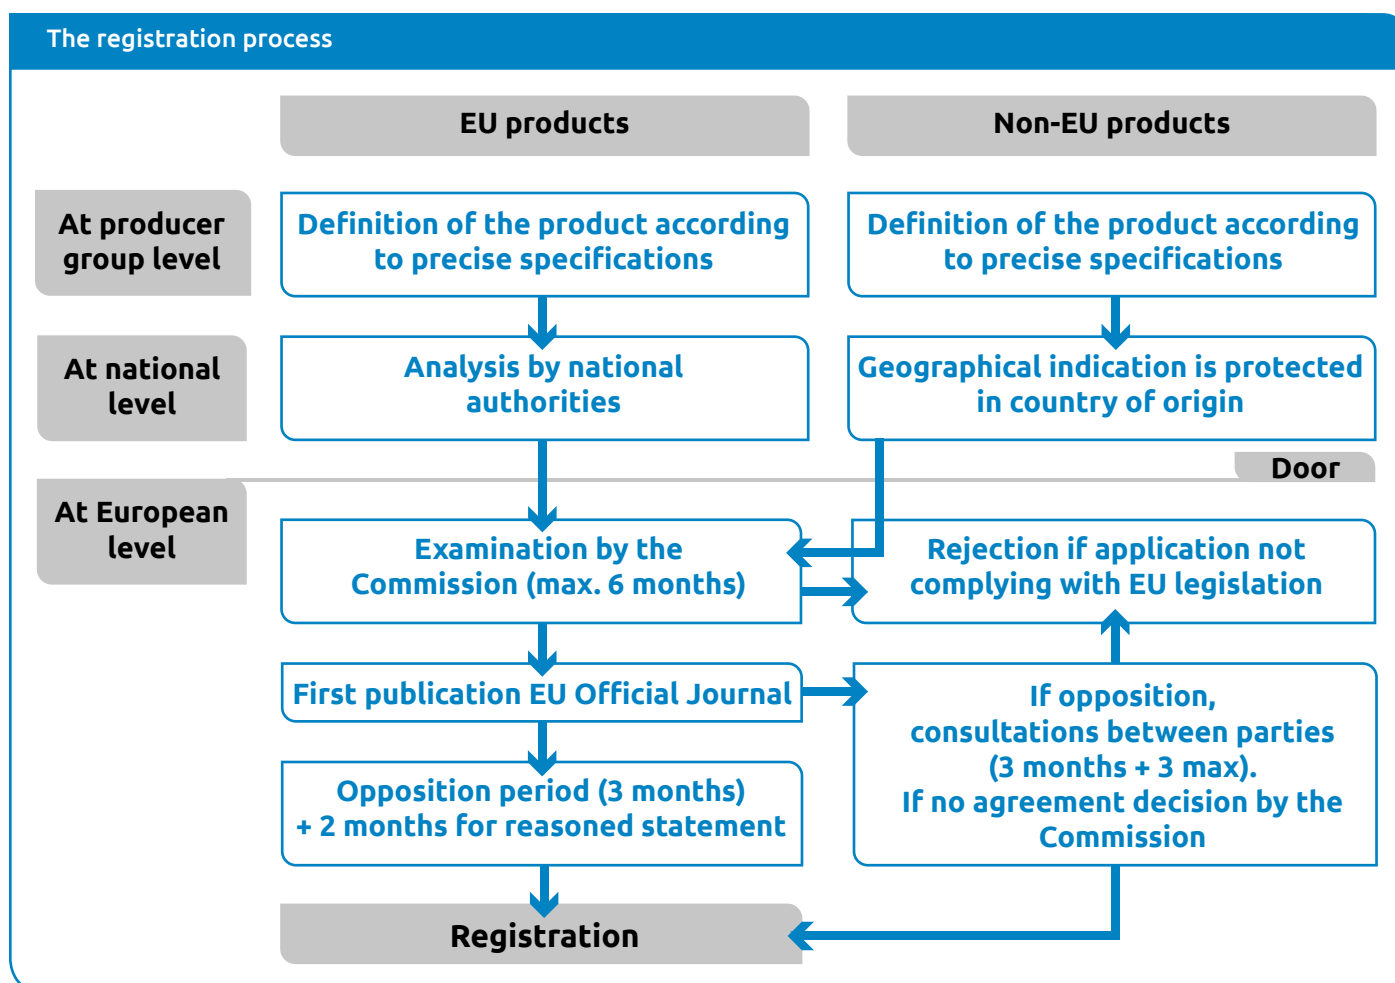 The registration process
EU products
Non-EU products
At producer
group level
Definition of the product according
to precise specifications
Definition of the product according
to precise specifications
At national
level
Analysis by national
authorities
Geographical indication is protected
in country of origin
Door
At European
level
Examination by the
Commission (max. 6 months)
Rejection if application not
complying with EU legislation
First publication EU Official Journal
If opposition,
consultations between parties
(3 months + 3 max).
If no agreement decision by the
Commission
Opposition period (3 months)
+ 2 months for reasoned statement
Registration